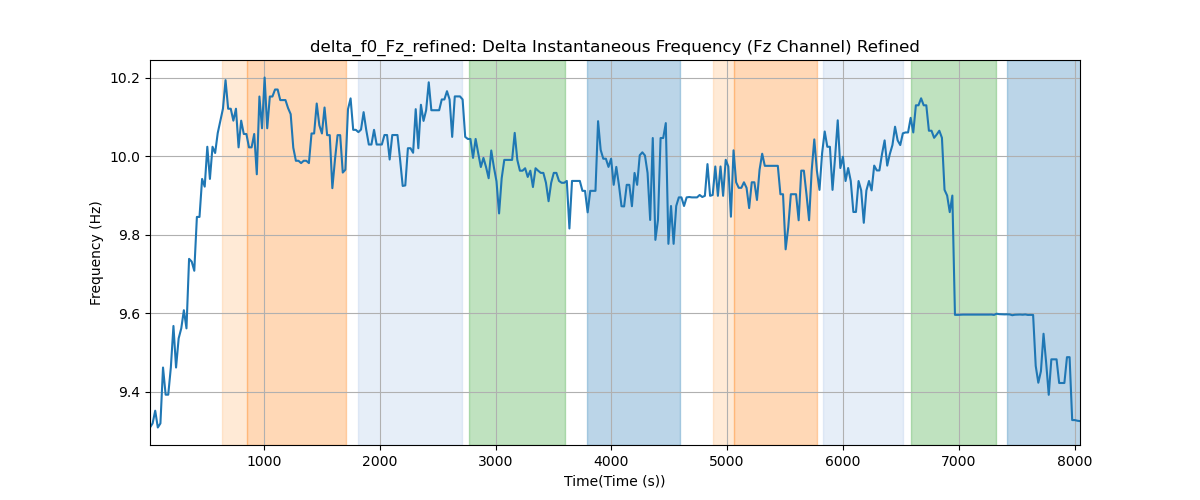 delta_f0_Fz_refined: Delta Instantaneous Frequency (Fz Channel) Refined
10.2
10.0
9.8
9.6
9.4
Frequency (Hz)
1000 2000 3000 4000 5000 6000 7000 8000
Time(Time (s))